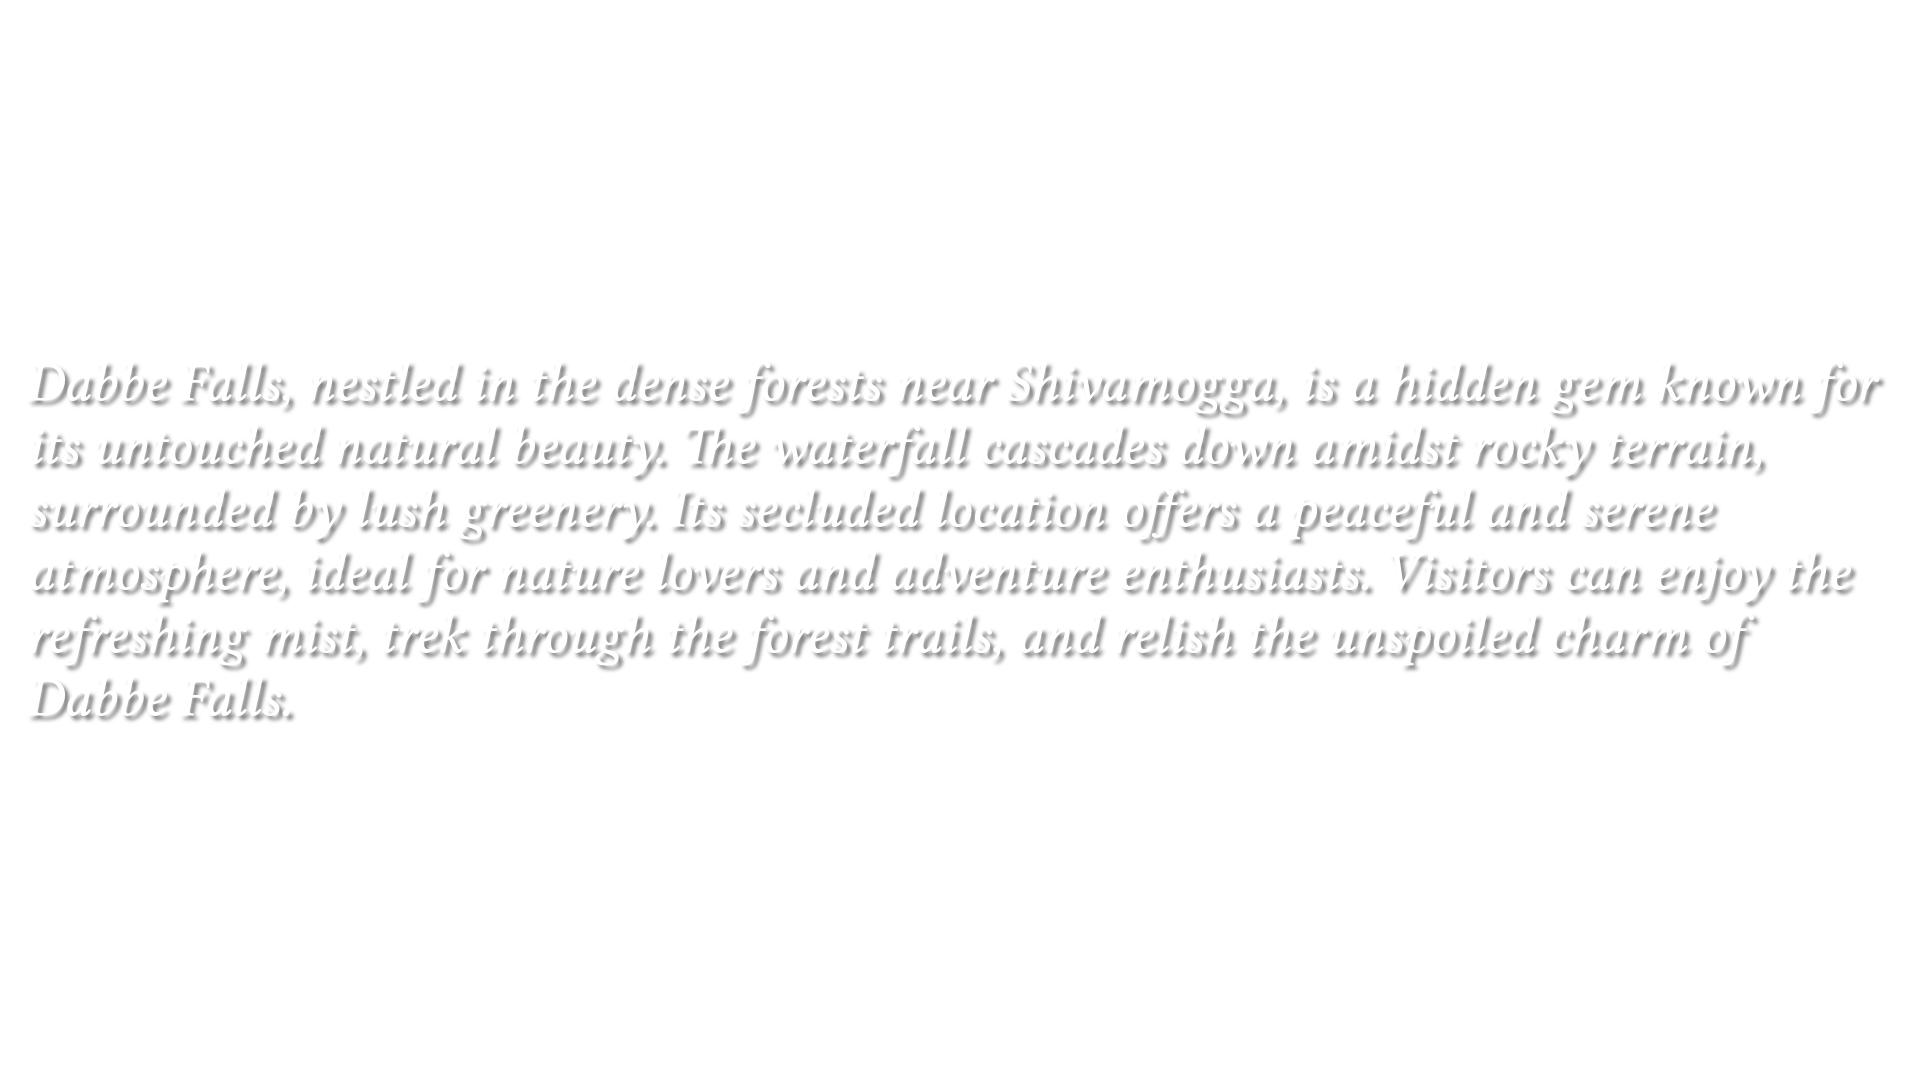 Dabbe Falls, nestled in the dense forests near Shivamogga, is a hidden gem known for
its untouched natural beauty. The waterfall cascades down amidst rocky terrain,
surrounded by lush greenery. Its secluded location offers a peaceful and serene
atmosphere, ideal for nature lovers and adventure enthusiasts. Visitors can enjoy the
refreshing mist, trek through the forest trails, and relish the unspoiled charm of
Dabbe Falls.